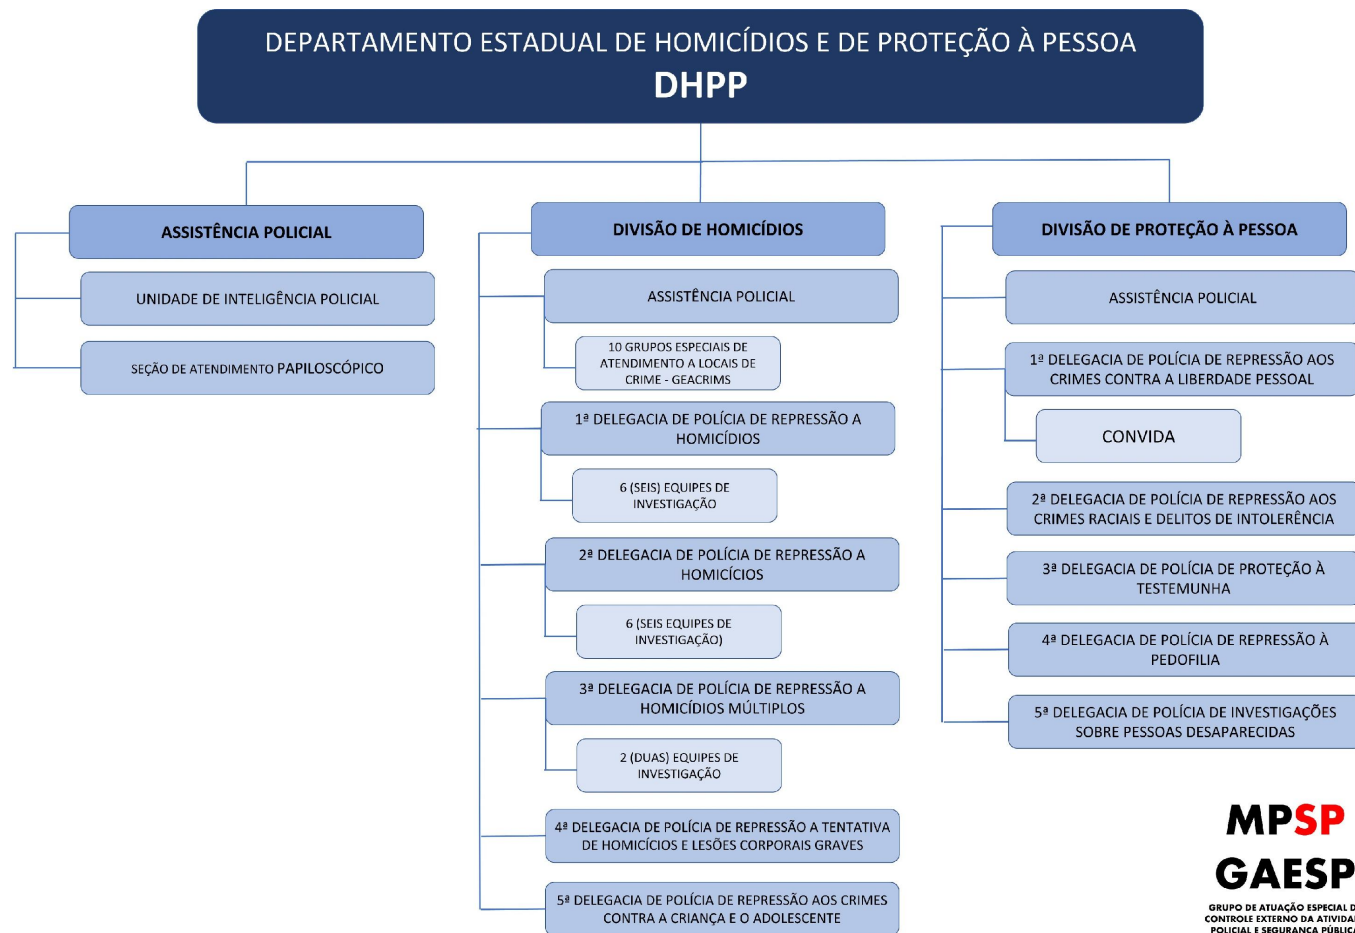 DEPARTAMENTO ESTADUAL DE HOMICÍDIOS E DE PROTEÇÃO À PESSOA
DHPP
ASSISTÊNCIA POLICIAL
UNIDADE DE INTELIGÊNCIA POLICIAL
SEÇÃO DE ATENDIMENTO PAPILOSCÓPICO
DIVISÃO DE HOMICÍDIOS
ASSISTÊNCIA POLICIAL
10 GRUPOS ESPECIAIS DE
ATENDIMENTO A LOCAIS DE
CRIME - GEACRIMS
1ª DELEGACIA DE POLÍCIA DE REPRESSÃO A
HOMICÍDIOS
6 (SEIS) EQUIPES DE
INVESTIGAÇÃO
2ª DELEGACIA DE POLÍCIA DE REPRESSÃO A
HOMICÍCIOS
6 (SEIS EQUIPES DE
INVESTIGAÇÃO)
3ª DELEGACIA DE POLÍCIA DE REPRESSÃO A
HOMICÍDIOS MÚLTIPLOS
2 (DUAS) EQUIPES DE
INVESTIGAÇÃO
4ª DELEGACIA DE POLÍCIA DE REPRESSÃO A TENTATIVA
DE HOMICÍDIOS E LESÕES CORPORAIS GRAVES
5ª DELEGACIA DE POLÍCIA DE REPRESSÃO AOS CRIMES
CONTRA A CRIANÇA E O ADOLESCENTE
DIVISÃO DE PROTEÇÃO À PESSOA
ASSISTÊNCIA POLICIAL
1ª DELEGACIA DE POLÍCIA DE REPRESSÃO AOS
CRIMES CONTRA A LIBERDADE PESSOAL
CONVIDA
2ª DELEGACIA DE POLÍCIA DE REPRESSÃO AOS
CRIMES RACIAIS E DELITOS DE INTOLERÊNCIA
3ª DELEGACIA DE POLÍCIA DE PROTEÇÃO À
TESTEMUNHA
4ª DELEGACIA DE POLÍCIA DE REPRESSÃO À
PEDOFILIA
5ª DELEGACIA DE POLÍCIA DE INVESTIGAÇÕES
SOBRE PESSOAS DESAPARECIDAS
MPSP
GAESP
GRUPO DE ATUAÇÃO ESPECIAL D
CONTROLE EXTERNO DA ATIVIDA
POLICIAL E SEGURANÇA PÚBLICA